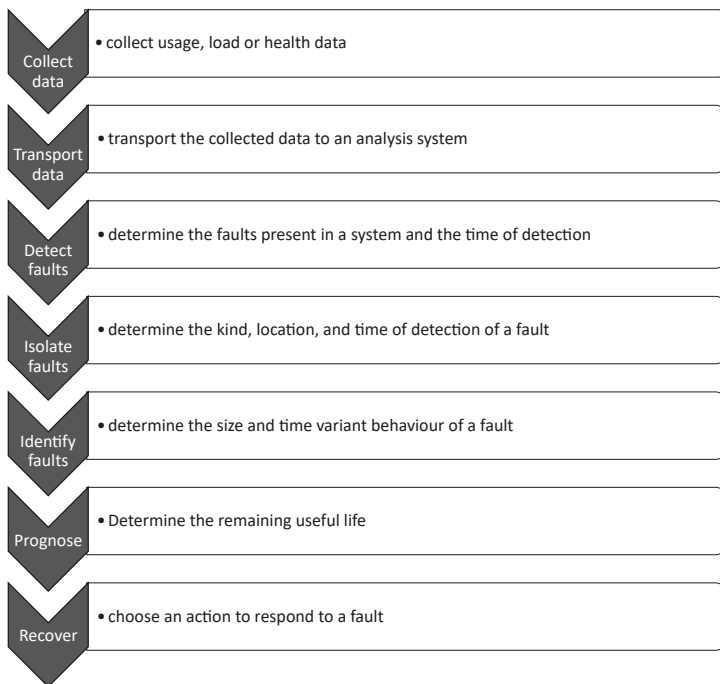 Collect
data
• collect usage, load or health data
Transport
data
• transport the collected data to an analysis system
Detect
faults
• determine the faults present in a system and the time of detection
Isolate
faults
• determine the kind, location, and time of detection of a fault
Identify
faults
• determine the size and time variant behaviour of a fault
Prognose
• Determine the remaining useful life
Recover
• choose an action to respond to a fault